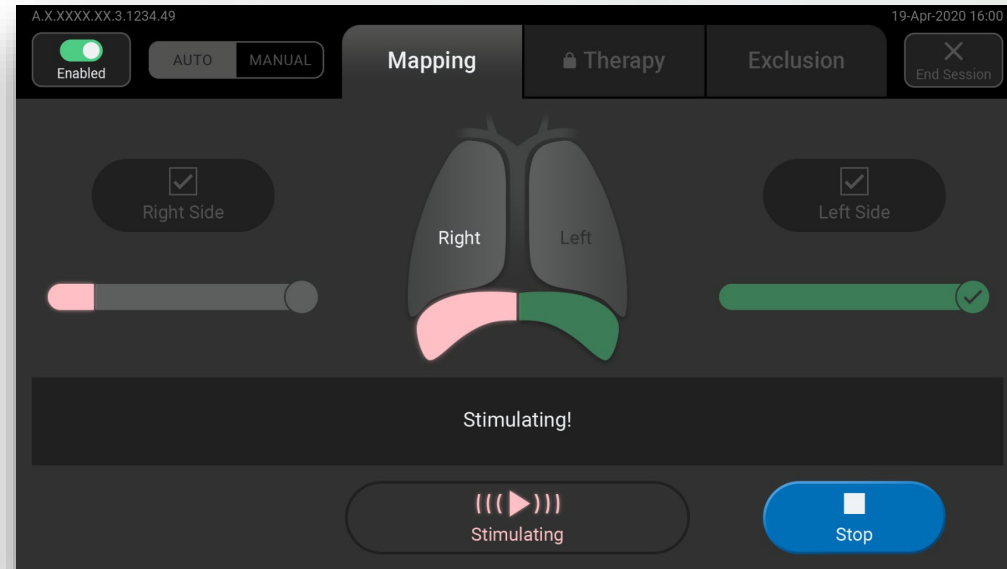 A.X.XXXX.XX.3.1234.49
19-Apr-2020 16:00
Enabled
AUTO MANUAL
Mapping
Therapy
Exclusion
End Session
Right Side
Left Side
Right
Left
Stimulating!
Stimulating
Stop